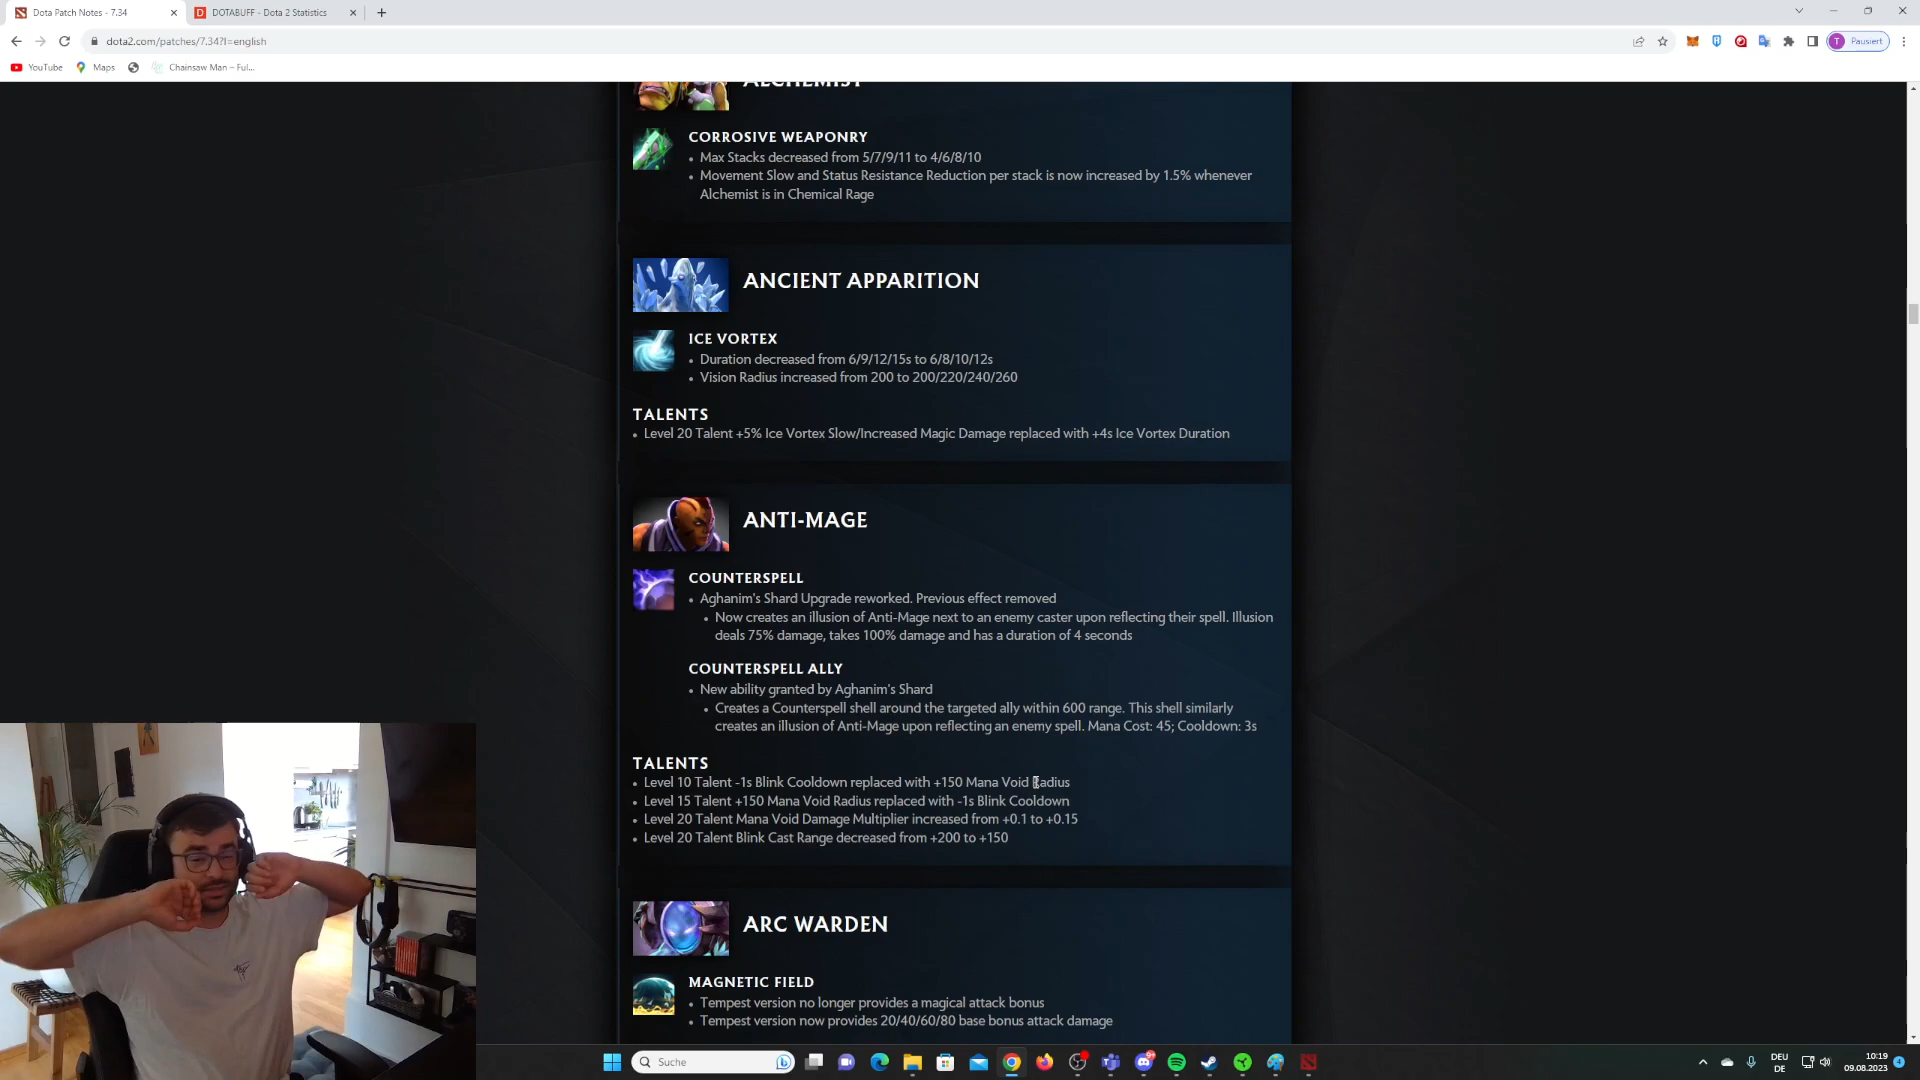 Dota Patch Notes - 7.34
DOTABUFF - Dota 2 Statistics
dota2.com/patches/7.34?l=english
Pausiert
YouTube
Maps
Chainsaw Man – Ful...
ALCHEMIST
CORROSIVE WEAPONRY
Max Stacks decreased from 5/7/9/11 to 4/6/8/10
Movement Slow and Status Resistance Reduction per stack is now increased by 1.5% whenever
Alchemist is in Chemical Rage
ANCIENT APPARITION
ICE VORTEX
Duration decreased from 6/9/12/15s to 6/8/10/12s
Vision Radius increased from 200 to 200/220/240/260
TALENTS
Level 20 Talent +5% Ice Vortex Slow/Increased Magic Damage replaced with +4s Ice Vortex Duration
ANTI-MAGE
COUNTERSPELL
Aghanim's Shard Upgrade reworked. Previous effect removed
Now creates an illusion of Anti-Mage next to an enemy caster upon reflecting their spell. Illusion
deals 75% damage, takes 100% damage and has a duration of 4 seconds
COUNTERSPELL ALLY
New ability granted by Aghanim's Shard
Creates a Counterspell shell around the targeted ally within 600 range. This shell similarly
creates an illusion of Anti-Mage upon reflecting an enemy spell. Mana Cost: 45; Cooldown: 3s
TALENTS
Level 10 Talent -1s Blink Cooldown replaced with +150 Mana Void Radius
Level 15 Talent +150 Mana Void Radius replaced with -1s Blink Cooldown
Level 20 Talent Mana Void Damage Multiplier increased from +0.1 to +0.15
Level 20 Talent Blink Cast Range decreased from +200 to +150
ARC WARDEN
MAGNETIC FIELD
Tempest version no longer provides a magical attack bonus
Tempest version now provides 20/40/60/80 base bonus attack damage
Suche
DEU
DE
10:19
09.08.2023